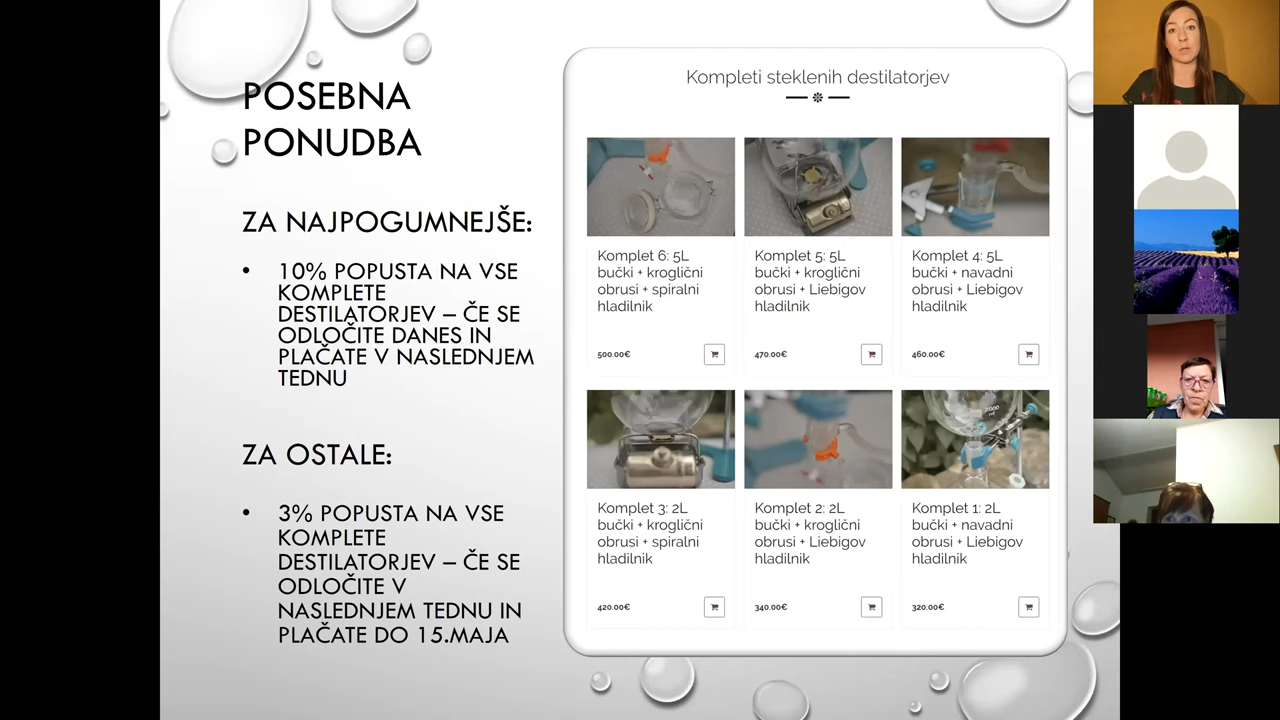 POSEBNA
PONUDBA
ZA NAJPOGUMNEJŠE:
• 10% POPUSTA NA VSE
KOMPLETE
DESTILATORJEV – ČE SE
ODLOČITE DANES IN
PLAČATE V NASLEDNJEM
TEDNU
ZA OSTALE:
• 3% POPUSTA NA VSE
KOMPLETE
DESTILATORJEV – ČE SE
ODLOČITE V
NASLEDNJEM TEDNU IN
PLAČATE DO 15.MAJA
Kompleti steklenih destilatorjev
Komplet 6: 5L
bučki + kroglični
obrusi + spiralni
hladilnik
500.00€
Komplet 5: 5L
bučki + kroglični
obrusi + Liebigov
hladilnik
470.00€
Komplet 4: 5L
bučki + navadni
obrusi + Liebigov
hladilnik
460.00€
Komplet 3: 2L
bučki + kroglični
obrusi + spiralni
hladilnik
420.00€
Komplet 2: 2L
bučki + kroglični
obrusi + Liebigov
hladilnik
340.00€
Komplet 1: 2L
bučki + navadni
obrusi + Liebigov
hladilnik
320.00€